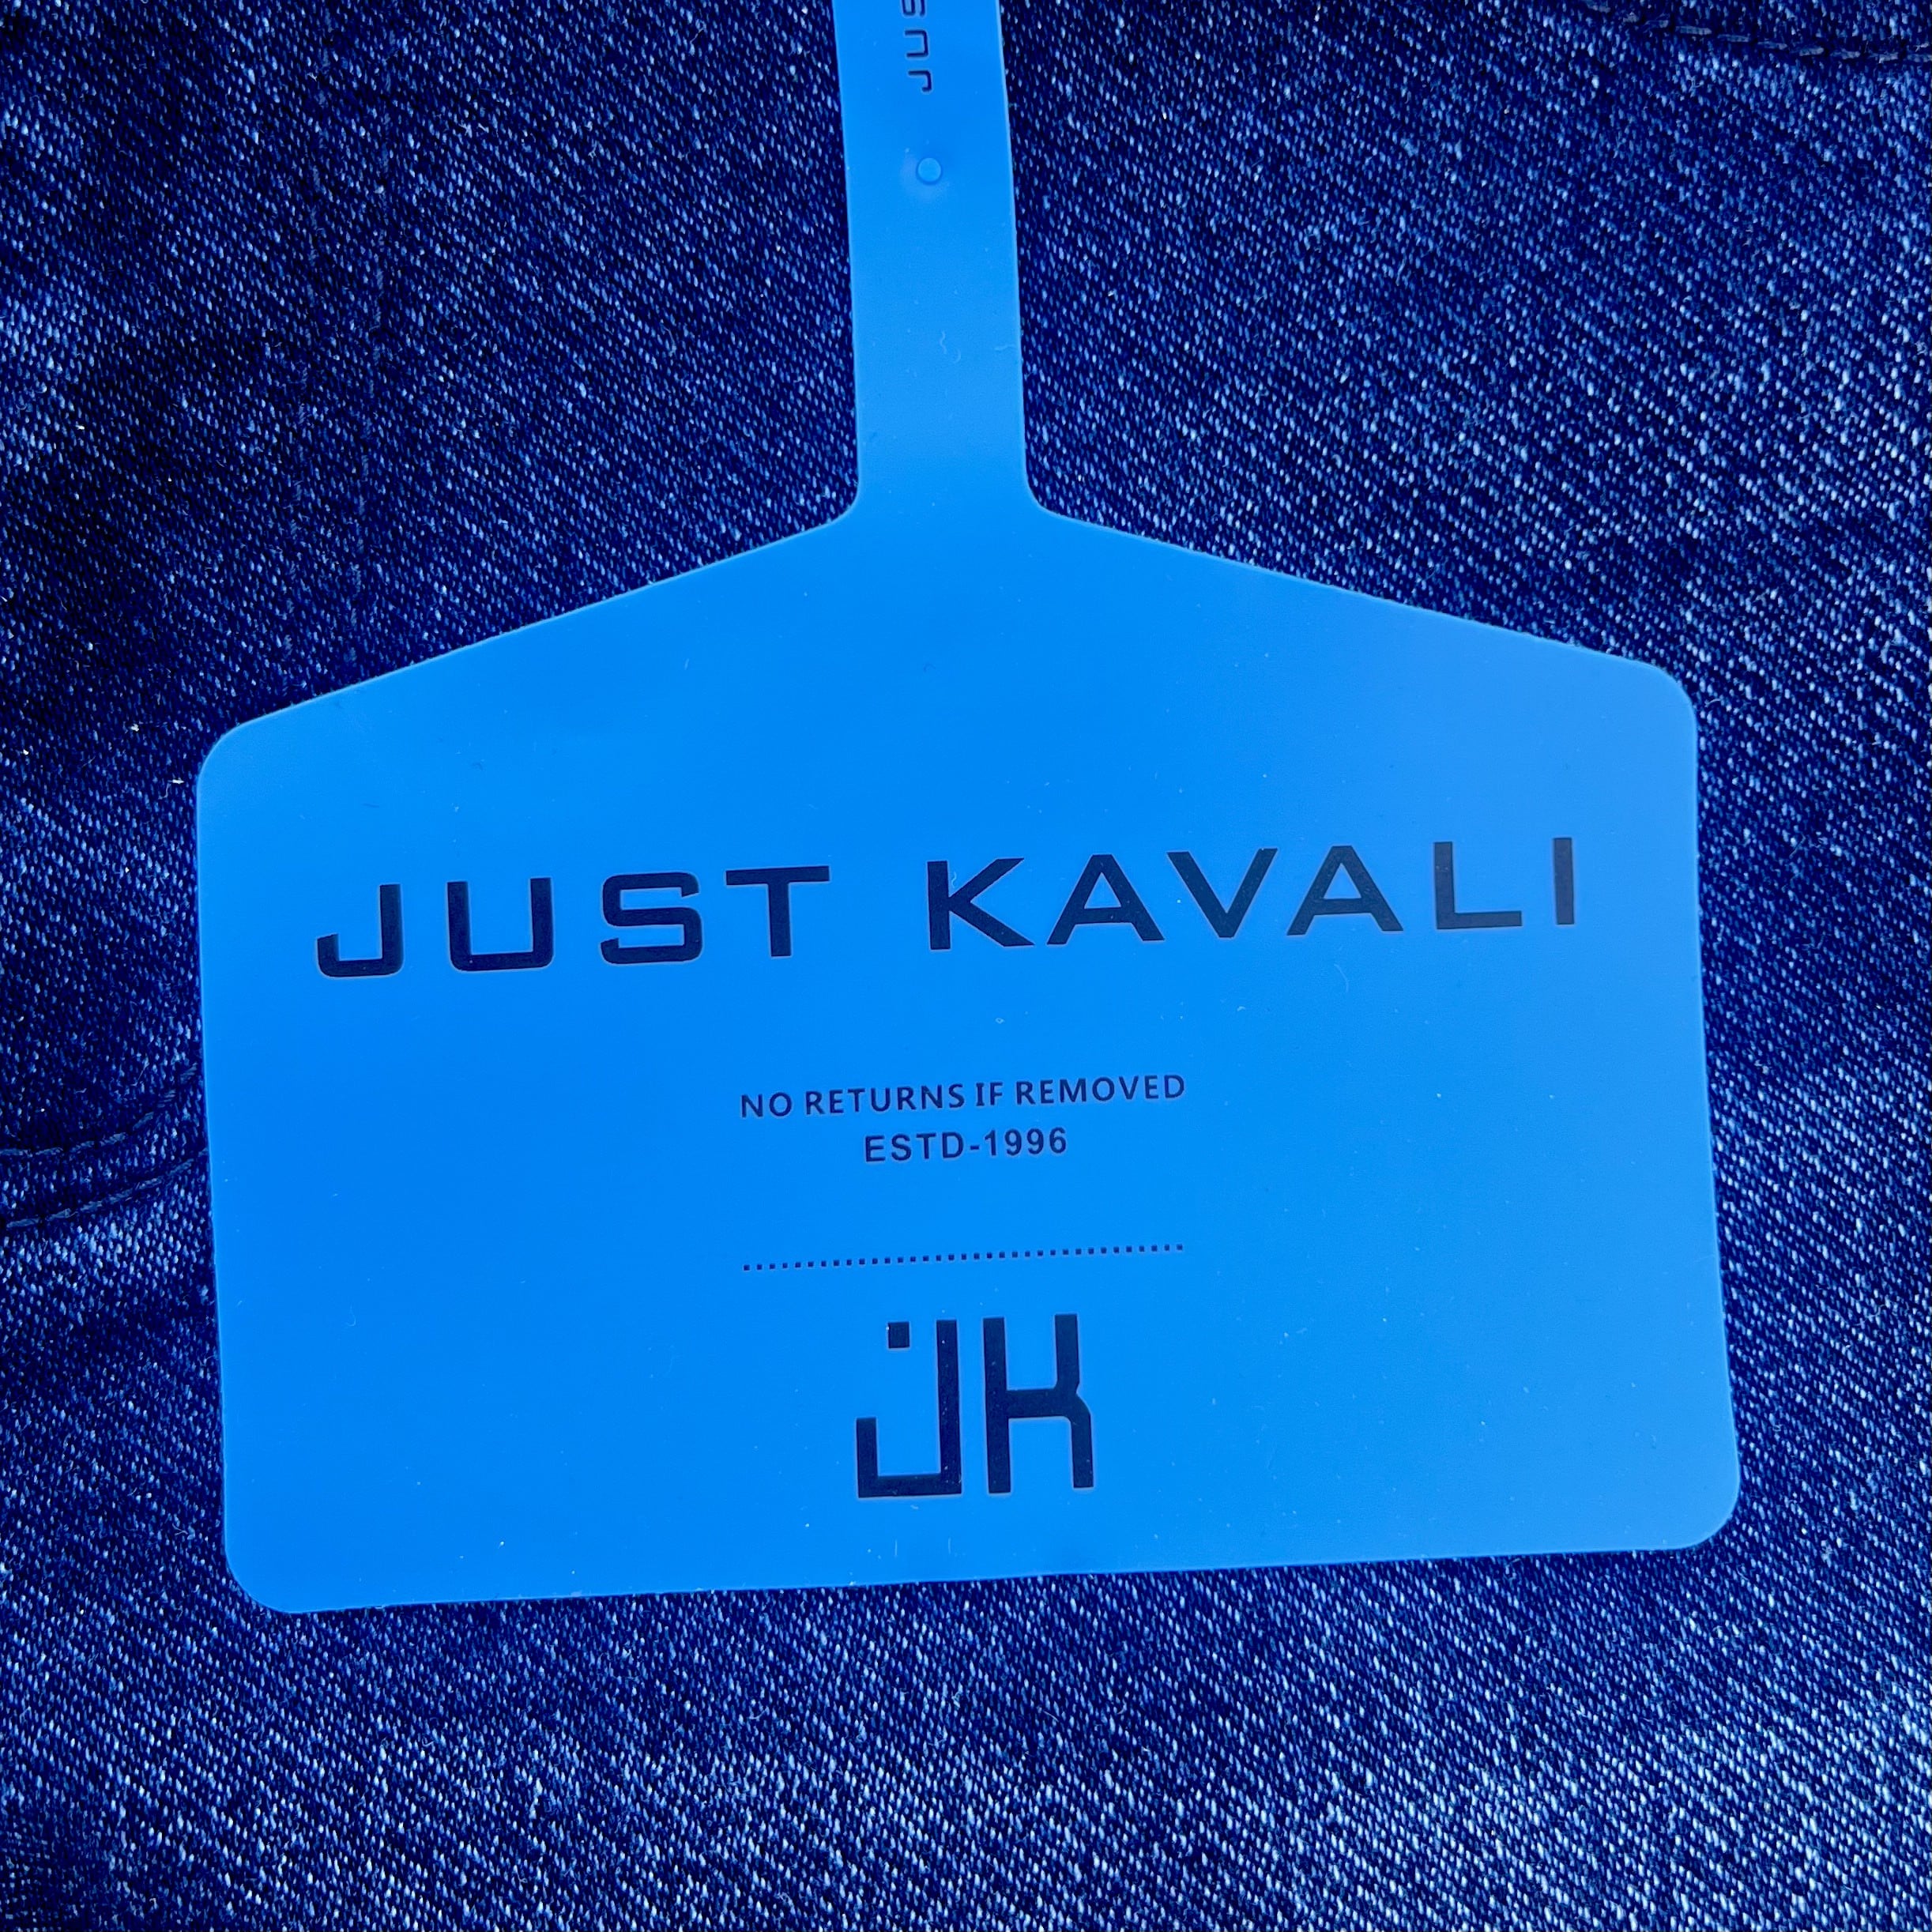 JUST KAVALI
NO RETURNS IF REMOVED
ESTD-1996
JK